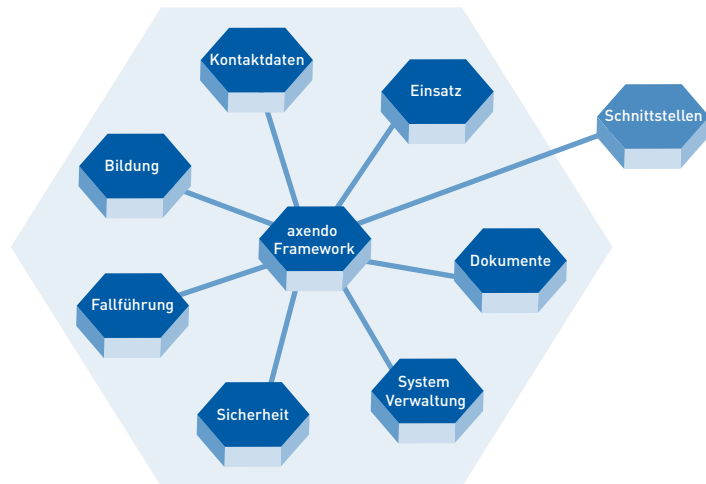 Kontaktdaten
Einsatz
Schnittstellen
Bildung
axendo
Framework
Dokumente
Fallführung
System
Verwaltung
Sicherheit